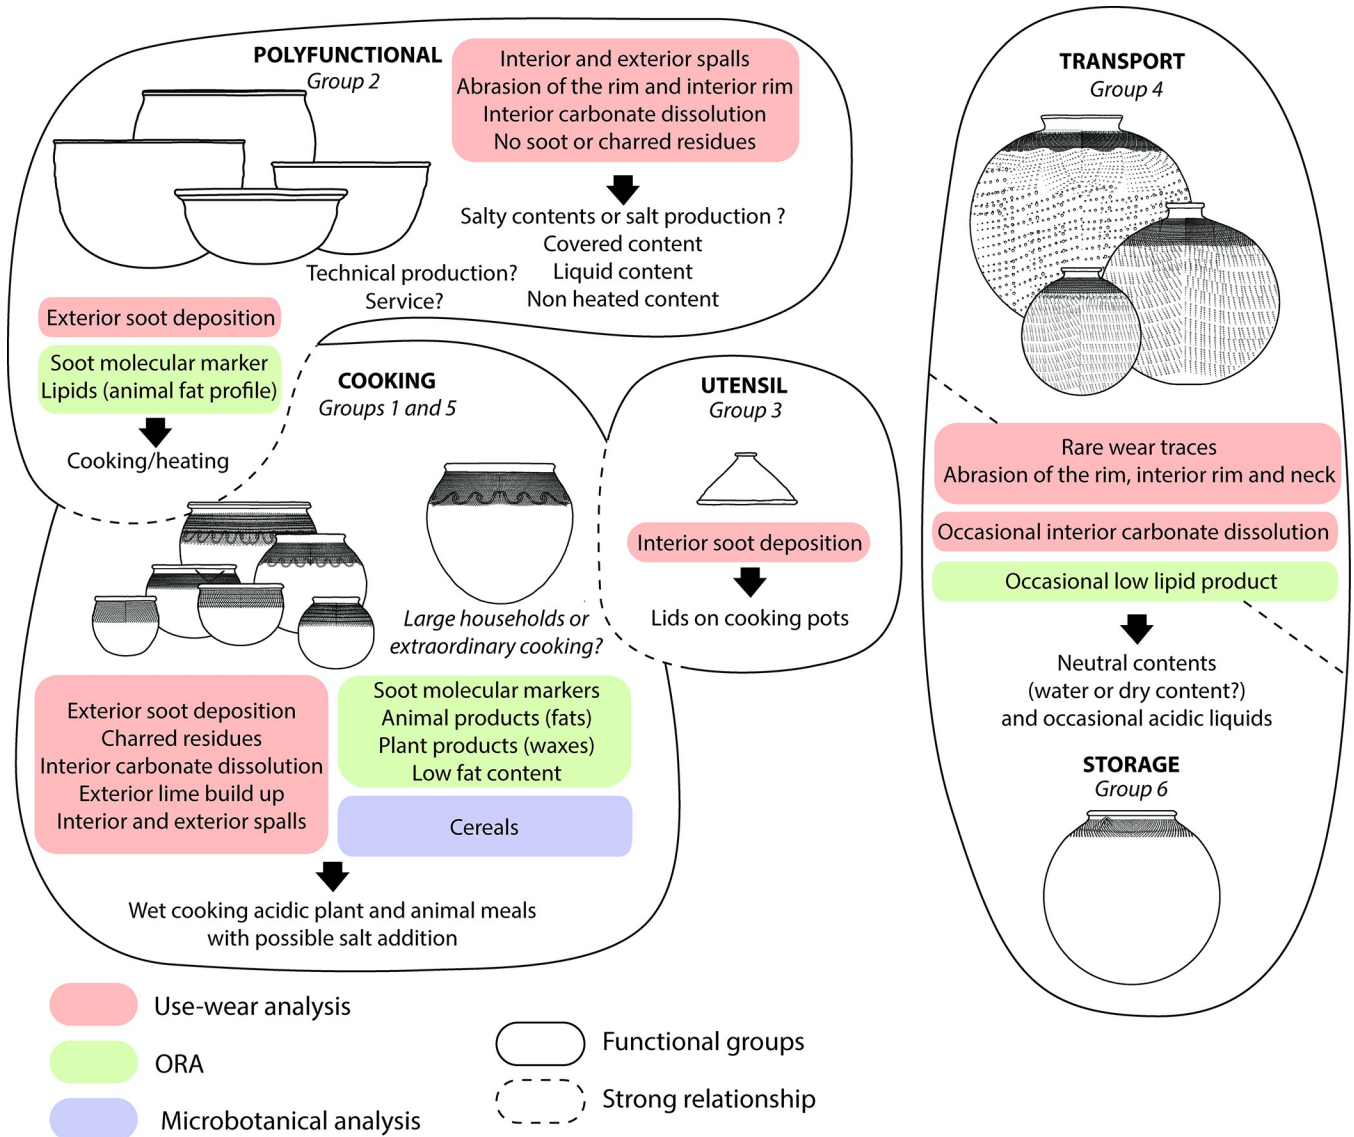 POLYFUNCTIONAL
Group 2
Interior and exterior spalls
Abrasion of the rim and interior rim
Interior carbonate dissolution
No soot or charred residues
Salty contents or salt production ?
Covered content
Liquid content
Non heated content
Technical production?
Service?
Exterior soot deposition
Soot molecular marker
Lipids (animal fat profile)
Cooking/heating
COOKING
Groups 1 and 5
Large households or
extraordinary cooking?
Exterior soot deposition
Charred residues
Interior carbonate dissolution
Exterior lime build up
Interior and exterior spalls
Soot molecular markers
Animal products (fats)
Plant products (waxes)
Low fat content
Cereals
Wet cooking acidic plant and animal meals
with possible salt addition
UTENSIL
Group 3
Interior soot deposition
Lids on cooking pots
TRANSPORT
Group 4
Rare wear traces
Abrasion of the rim, interior rim and neck
Occasional interior carbonate dissolution
Occasional low lipid product
Neutral contents
(water or dry content?)
and occasional acidic liquids
STORAGE
Group 6
Use-wear analysis
ORA
Microbotanical analysis
Functional groups
Strong relationship